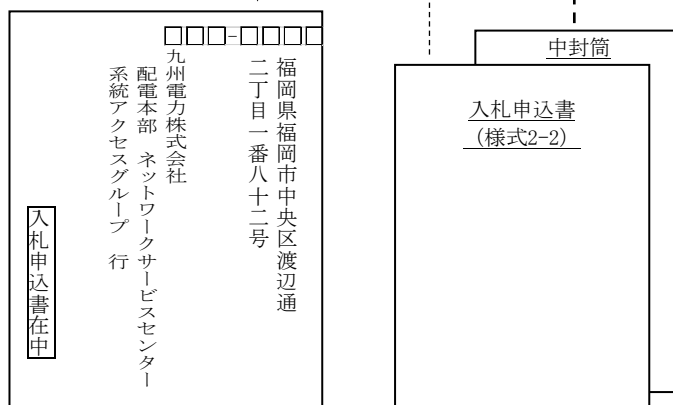 □□□-□□□□
福岡県福岡市中央区渡辺通
二丁目一番八十二号
九州電力株式会社
配電本部 ネットワークサービスセンター
系統アクセスグループ 行
入札申込書在中
中封筒
入札申込書
(様式2-2)